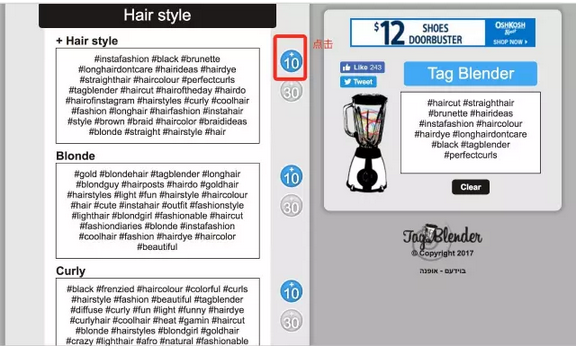 Hair style
+ Hair style
#instafashion #black #brunette
#longhairdontcare #hairideas #hairdye
#straighthair #haircolour #perfectcurls
#tagblender #haircut #hairoftheday #hairdo
#hairofinstagram #hairstyles #curly #coolhair
#fashion #longhair #hairfashion #instahair
#style #brown #braid #haircolor #braidideas
#blonde #straight #hairstyle #hair
10
点击
30
Blonde
#gold #blondehair #tagblender #longhair
#blondguy #hairposts #hairdo #goldhair
#hairstyles #light #fun #hairstyle #haircolour
#hair #cute #instahair #outfit #fashionstyle
#lighthair #blondgirl #fashionable #haircut
#fashiondiaries #blonde #instafashion
#coolhair #fashion #hairdye #haircolor
#beautiful
10
30
Curly
#black #frenzied #haircolour #colorful #curls
#hairstyle #fashion #beautiful #tagblender
#diffuse #curly #fun #light #funny #hairdye
#curlyhair #coolhair #heat #gamin #haircut
#blonde #hairstyles #blondgirl #goldhair
#crazy #lighthair #afro #natural #fashionable
10
30
$12 SHOES DOORBUSTER
OSHKOSH
B'gosh
SHOP NOW ›
Like 243
Tweet
Tag Blender
#haircut #straighthair
#brunette #hairideas
#instafashion #haircolour
#hairdye #longhairdontcare
#black #tagblender
#perfectcurls
Clear
Tag Blender
© Copyright 2017
בוידעם - אופנה